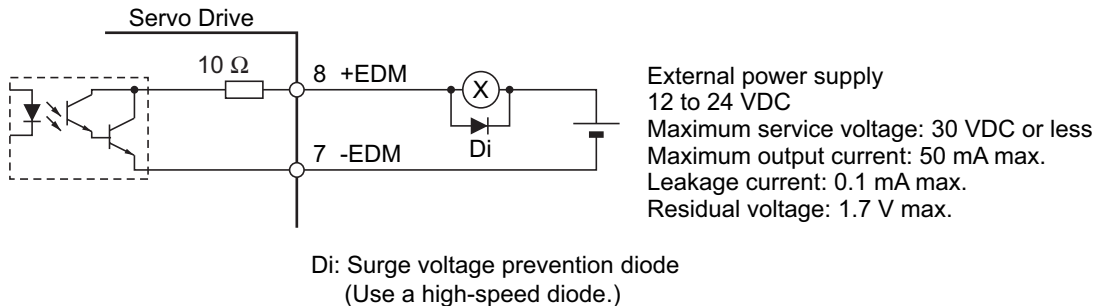 Servo Drive
10 Ω
8 +EDM
X
Di
7 -EDM
External power supply
12 to 24 VDC
Maximum service voltage: 30 VDC or less
Maximum output current: 50 mA max.
Leakage current: 0.1 mA max.
Residual voltage: 1.7 V max.
Di: Surge voltage prevention diode
(Use a high-speed diode.)